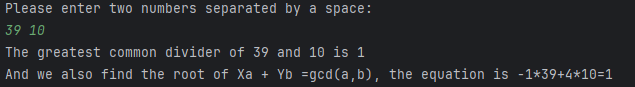 Please enter two numbers separated by a space:
39 10
The greatest common divider of 39 and 10 is 1
And we also find the root of Xa + Yb =gcd(a,b), the equation is -1*39+4*10=1